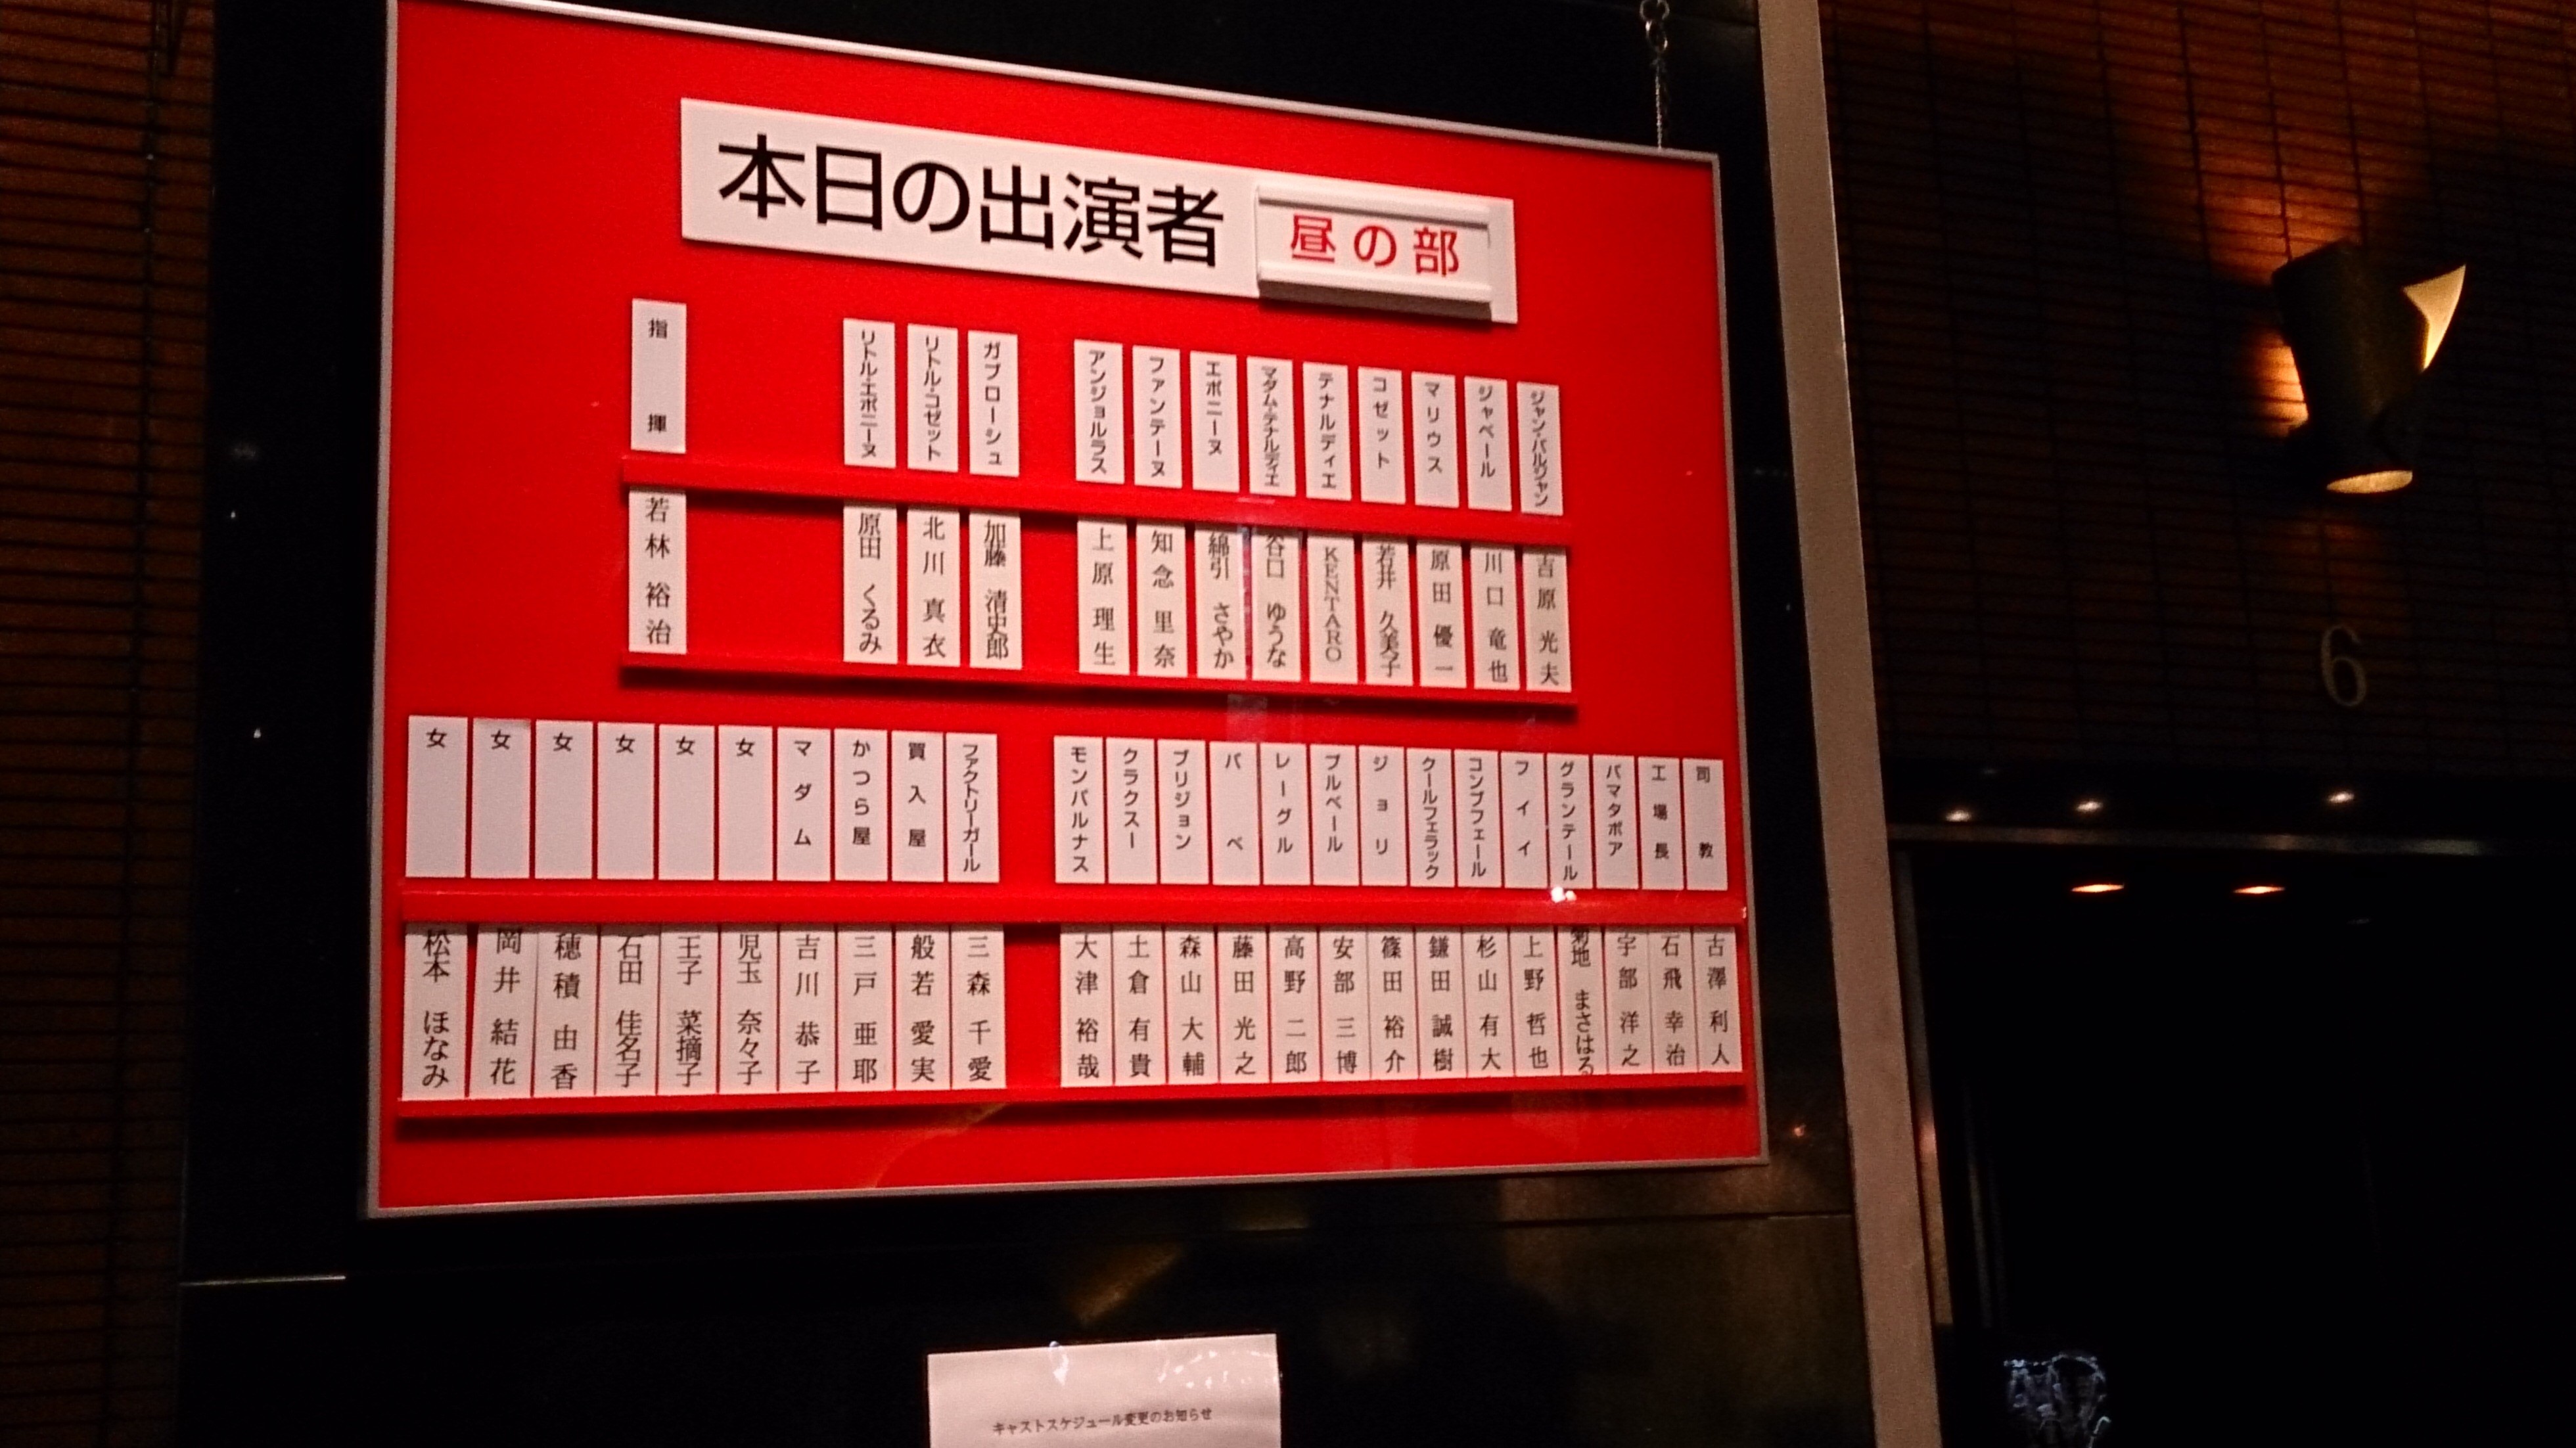 本日の出演者
昼の部
ジャン・バルジャン
吉原 光夫
ジャベール
川口 竜也
マリウス
原田 優一
コゼット
若井 久美子
テナルディエ
KENTARO
マダム・テナルディエ
谷口 ゆうな
エポニーヌ
綿引 さやか
ファンテーヌ
知念 里奈
アンジョルラス
上原 理生
ガブローシュ
加藤 清史郎
リトル・コゼット
北川 真衣
リトル・エポニーヌ
原田 くるみ
指揮
若林 裕治
司教
古澤 利人
工場長
石飛 幸治
バマタボア
宇部 洋之
グランテール
菊地 まさはる
フイイ
上野 哲也
コンブフェール
杉山 有大
クールフェラック
鎌田 誠樹
ジョリ
篠田 裕介
プルベール
安部 三博
レーグル
高野 二郎
バベ
藤田 光之
ブリジョン
森山 大輔
クラクスー
土倉 有貴
モンパルナス
大津 裕哉
ファクトリーガール
三森 千愛
買入屋
般若 愛実
かつら屋
三戸 亜耶
マダム
吉川 恭子
女
児玉 奈々子
女
王子 菜摘子
女
石田 佳名子
女
穂積 由香
女
岡井 結花
女
松本 ほなみ
キャストスケジュール変更のお知らせ
6